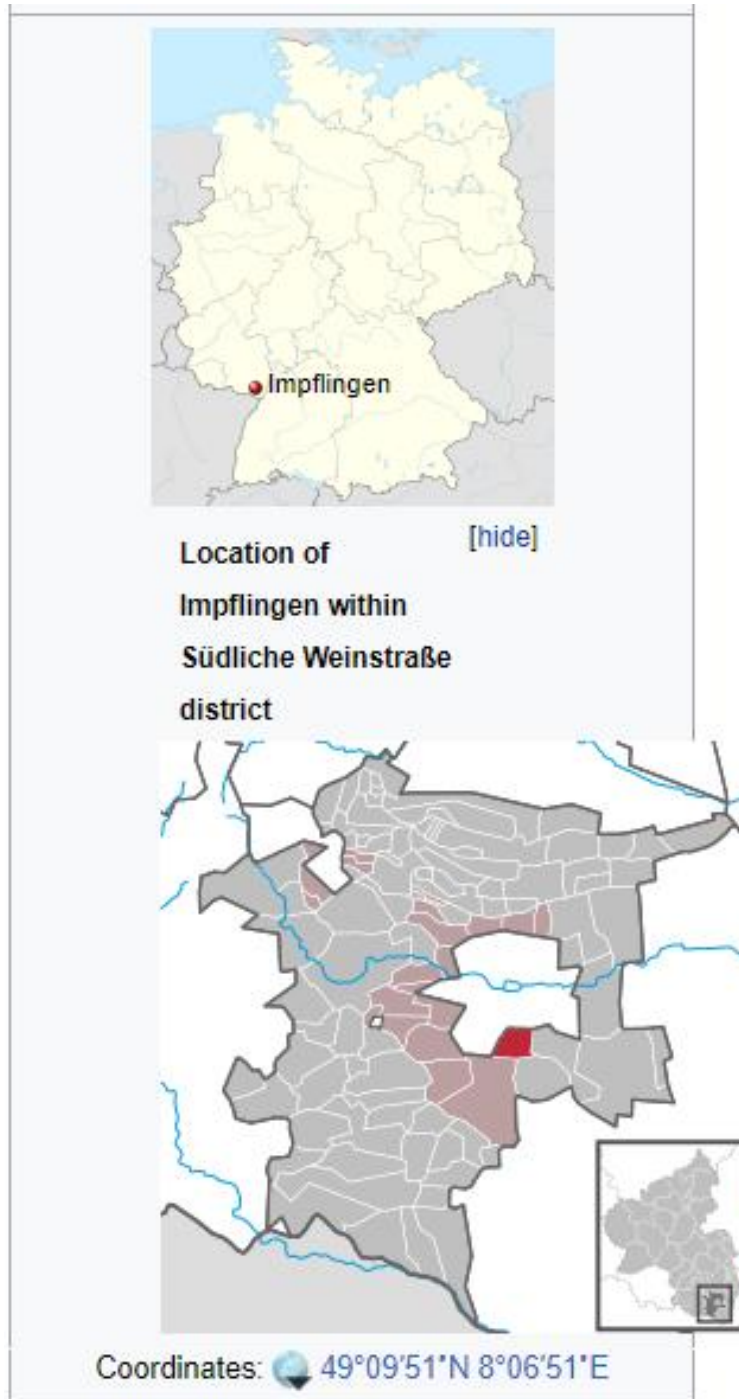 Impflingen
[hide]
Location of
Impflingen within
Südliche Weinstraße
district
Coordinates: 49°09′51″N 8°06′51″E